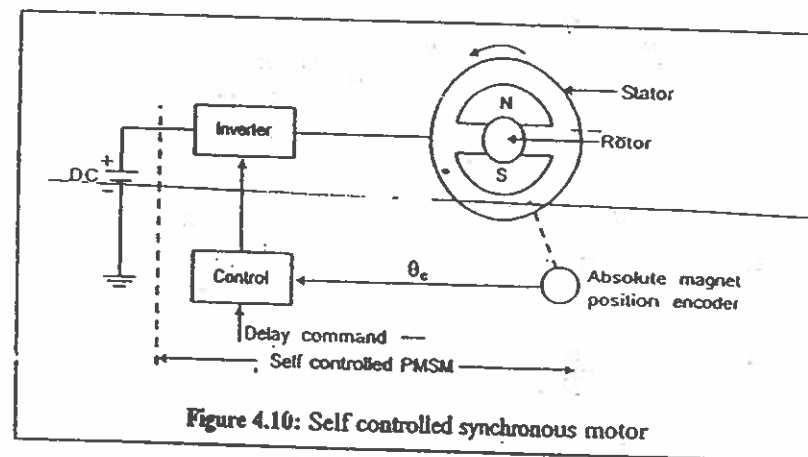 Stator
N
Inverter
Rotor
+
DC
-
S
θe
Control
Absolute magnet
position encoder
Delay command
Self controlled PMSM
Figure 4.10: Self controlled synchronous motor